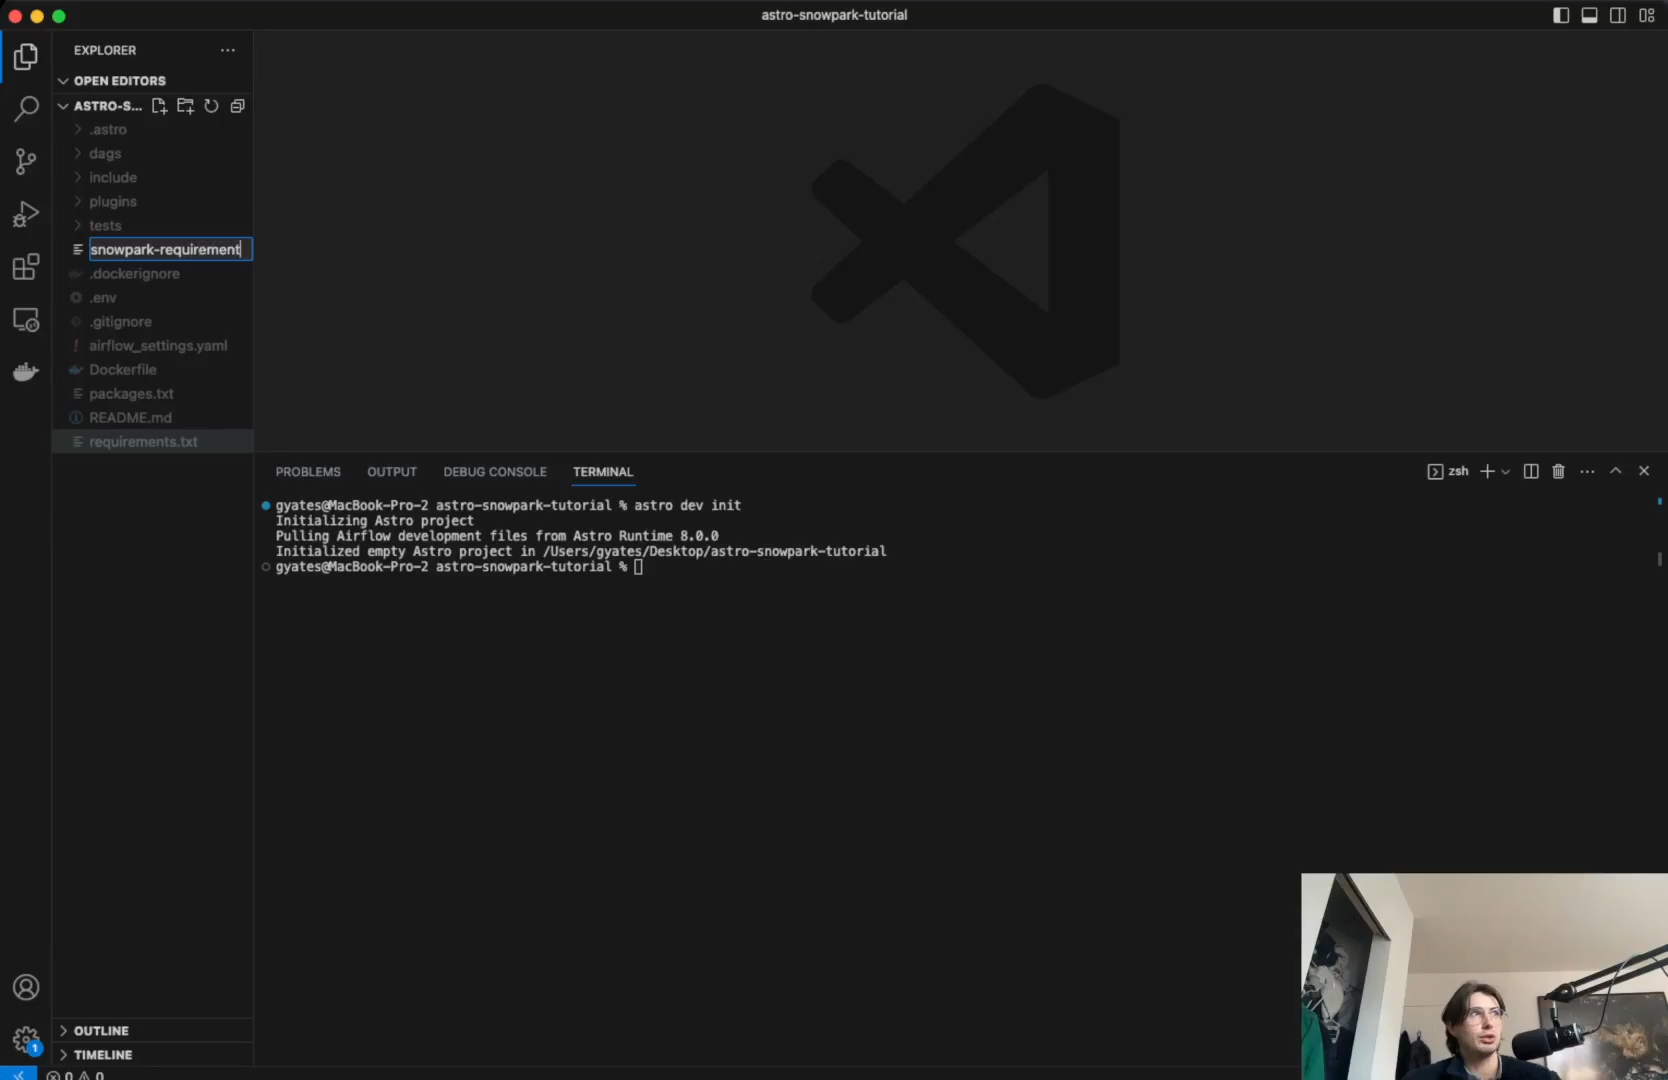 astro-snowpark-tutorial
EXPLORER
OPEN EDITORS
ASTRO-S...
.astro
dags
include
plugins
tests
snowpark-requirement
.dockerignore
.env
.gitignore
airflow_settings.yaml
Dockerfile
packages.txt
README.md
requirements.txt
PROBLEMS OUTPUT DEBUG CONSOLE TERMINAL
zsh
gyates@MacBook-Pro-2 astro-snowpark-tutorial % astro dev init
Initializing Astro project
Pulling Airflow development files from Astro Runtime 8.0.0
Initialized empty Astro project in /Users/gyates/Desktop/astro-snowpark-tutorial
gyates@MacBook-Pro-2 astro-snowpark-tutorial %
1
OUTLINE
TIMELINE
0 0